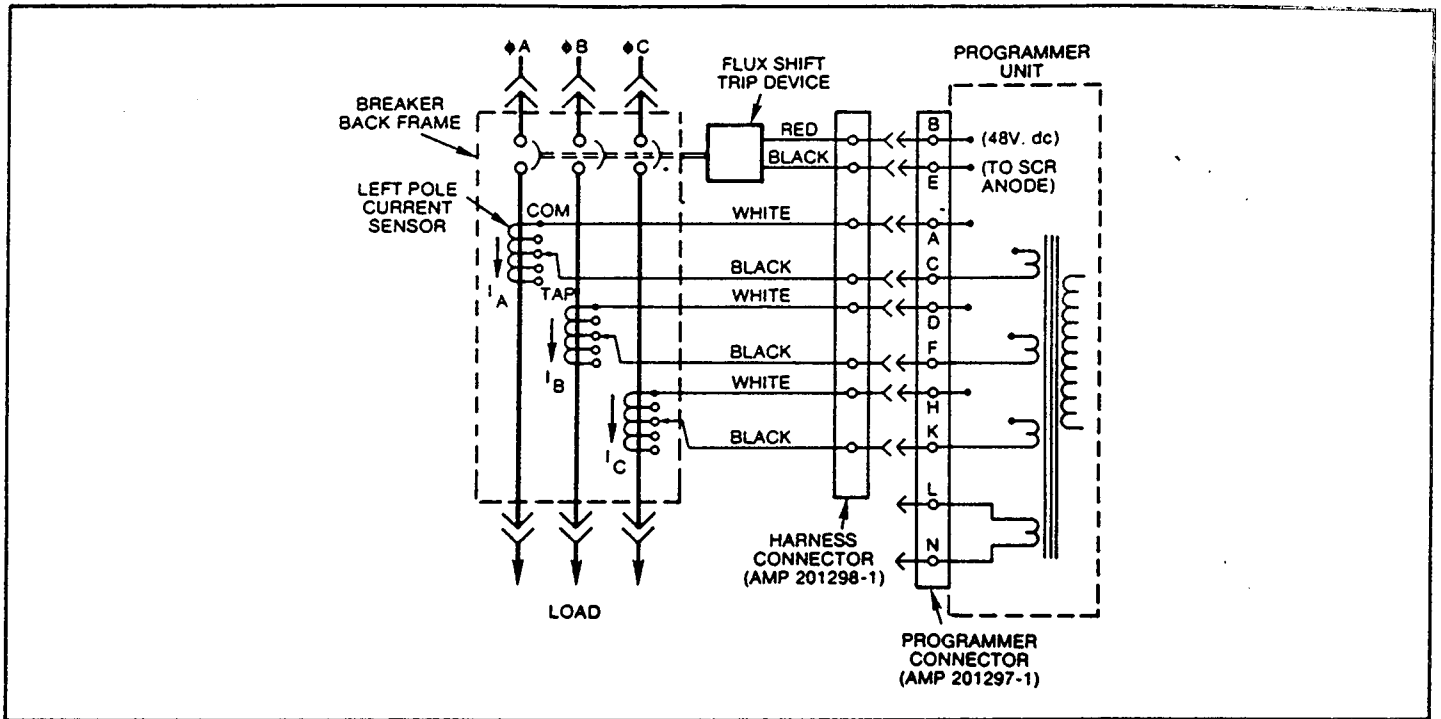 ϕA ϕB ϕC
FLUX SHIFT
TRIP DEVICE
PROGRAMMER
UNIT
BREAKER
BACK FRAME
RED
B
(48V. dc)
BLACK
E
(TO SCR
ANODE)
LEFT POLE
CURRENT
SENSOR
COM
WHITE
A
BLACK
C
I A
TAP
WHITE
D
BLACK
F
I B
WHITE
H
BLACK
K
I C
L
N
HARNESS
CONNECTOR
(AMP 201298-1)
LOAD
PROGRAMMER
CONNECTOR
(AMP 201297-1)